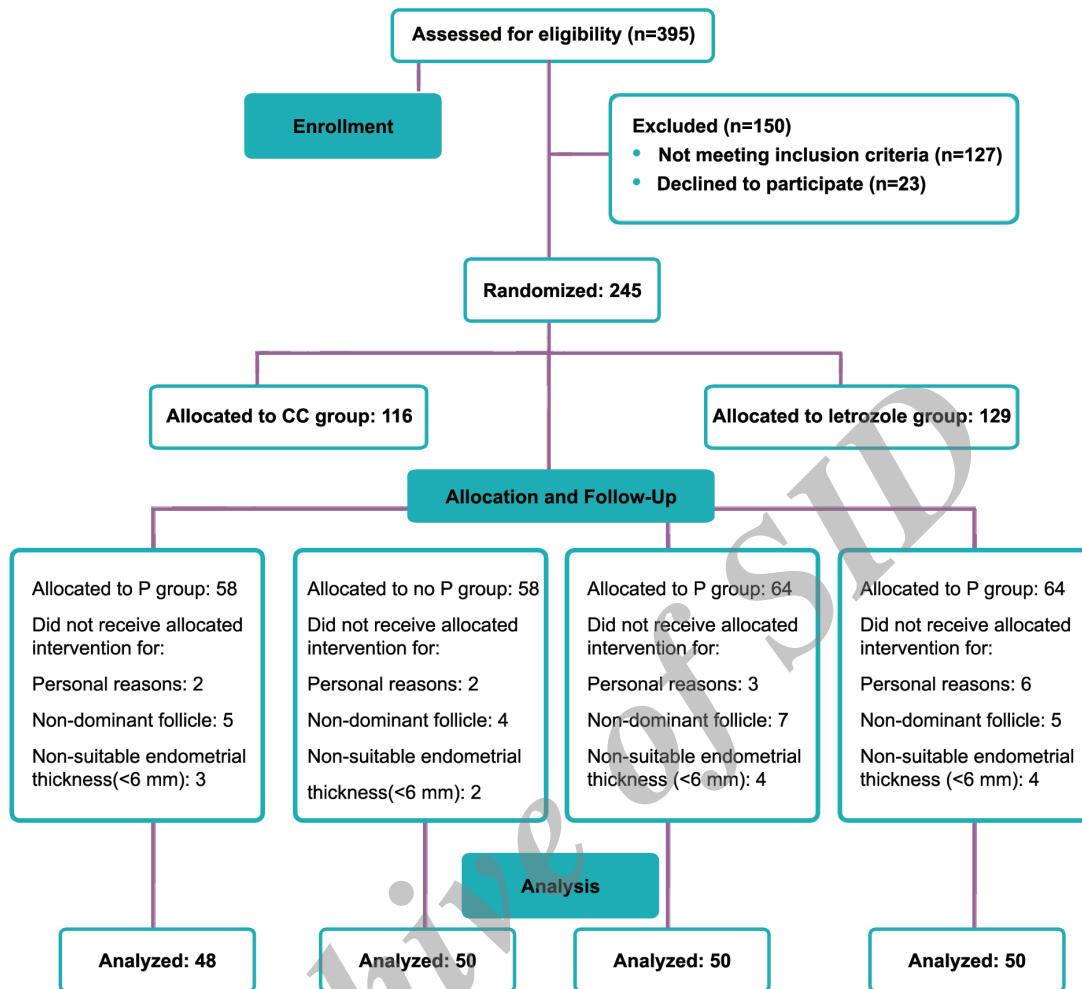 Assessed for eligibility (n=395)
Enrollment
Excluded (n=150)
• Not meeting inclusion criteria (n=127)
• Declined to participate (n=23)
Randomized: 245
Allocated to CC group: 116
Allocated to letrozole group: 129
Allocation and Follow-Up
Allocated to P group: 58
Did not receive allocated
intervention for:
Personal reasons: 2
Non-dominant follicle: 5
Non-suitable endometrial
thickness(<6 mm): 3
Allocated to no P group: 58
Did not receive allocated
intervention for:
Personal reasons: 2
Non-dominant follicle: 4
Non-suitable endometrial
thickness(<6 mm): 2
Allocated to P group: 64
Did not receive allocated
intervention for:
Personal reasons: 3
Non-dominant follicle: 7
Non-suitable endometrial
thickness (<6 mm): 4
Allocated to P group: 64
Did not receive allocated
intervention for:
Personal reasons: 6
Non-dominant follicle: 5
Non-suitable endometrial
thickness (<6 mm): 4
Analysis
Analyzed: 48
Analyzed: 50
Analyzed: 50
Analyzed: 50
hive of SID